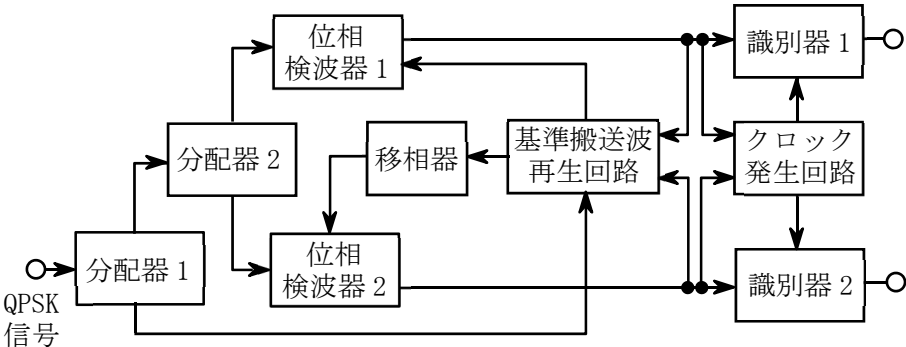 位相
検波器 1
識別器 1
分配器 2
移相器
基準搬送波
再生回路
クロック
発生回路
分配器 1
位相
検波器 2
識別器 2
QPSK
信号